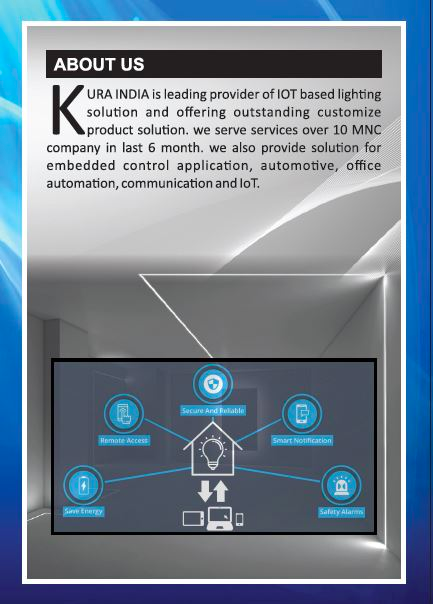 ABOUT US
KURA INDIA is leading provider of IOT based lighting
solution and offering outstanding customize
product solution. we serve services over 10 MNC
company in last 6 month. we also provide solution for
embedded control application, automotive, office
automation, communication and IoT.
Secure And Reliable
Remote Access
Smart Notification
Save Energy
Safety Alarms